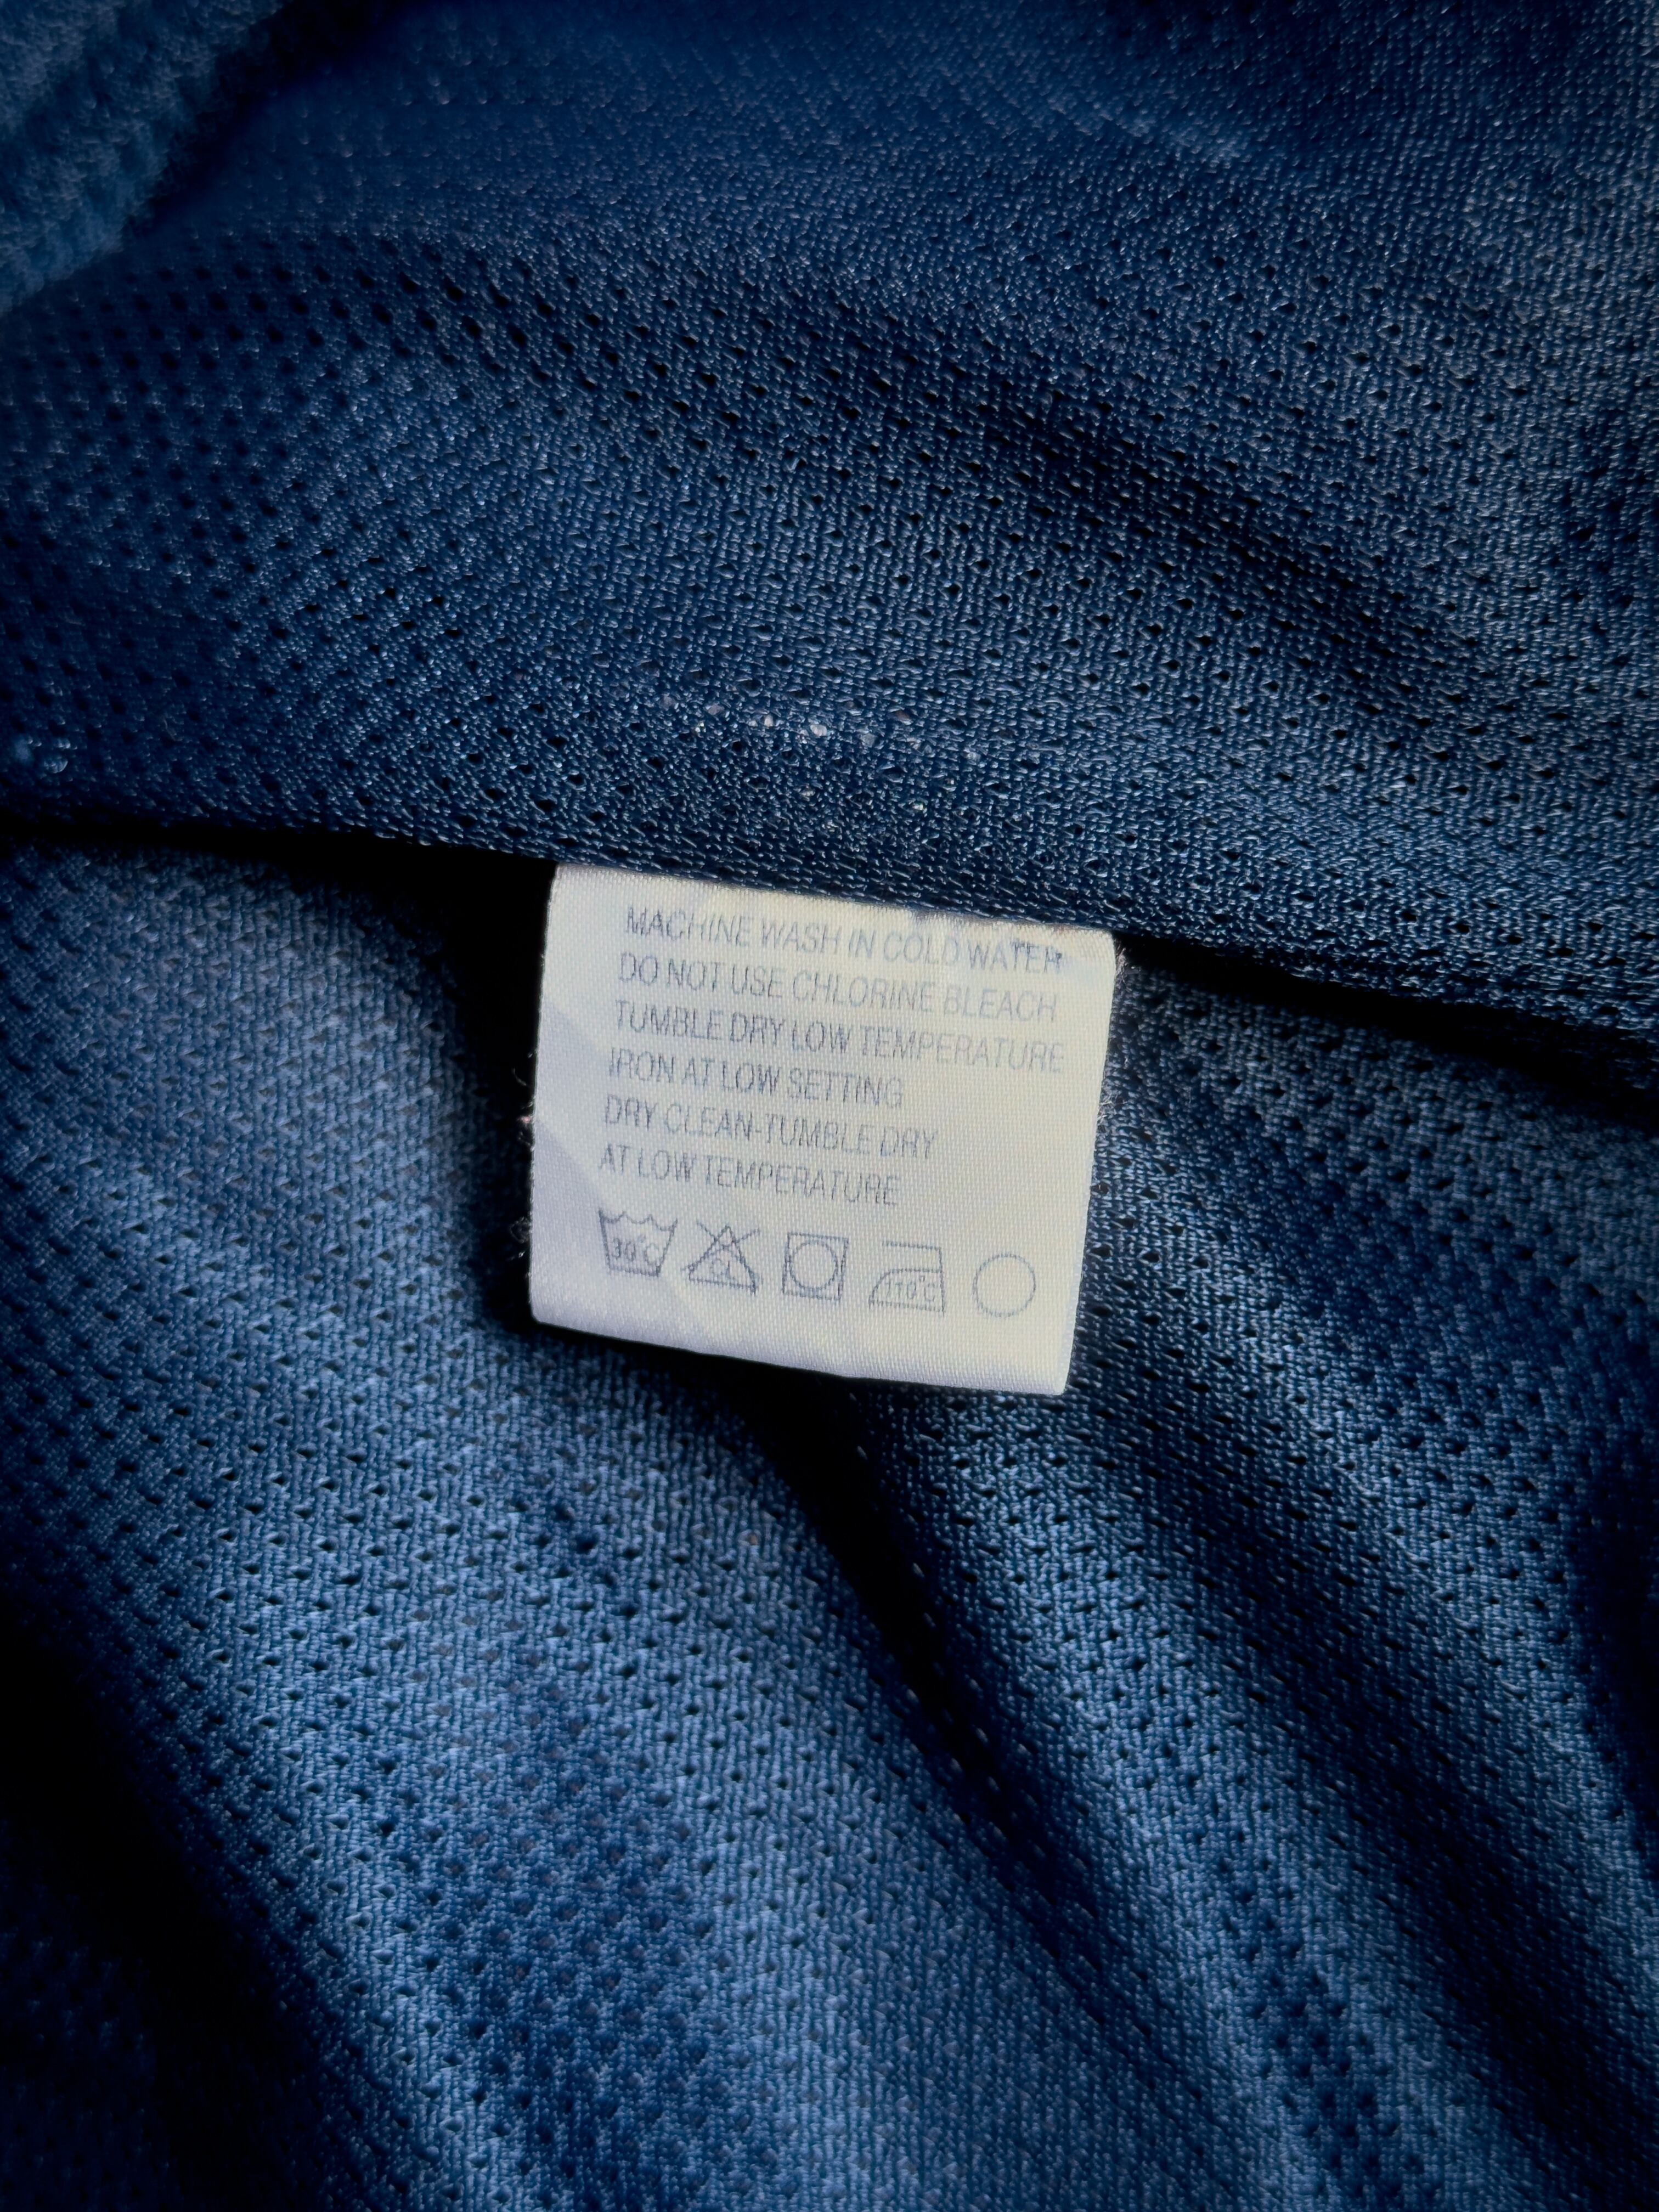 MACHINE WASH IN COLD WATER
DO NOT USE CHLORINE BLEACH
TUMBLE DRY LOW TEMPERATURE
IRON AT LOW SETTING
DRY CLEAN-TUMBLE DRY
AT LOW TEMPERATURE
30°C CL 110°C